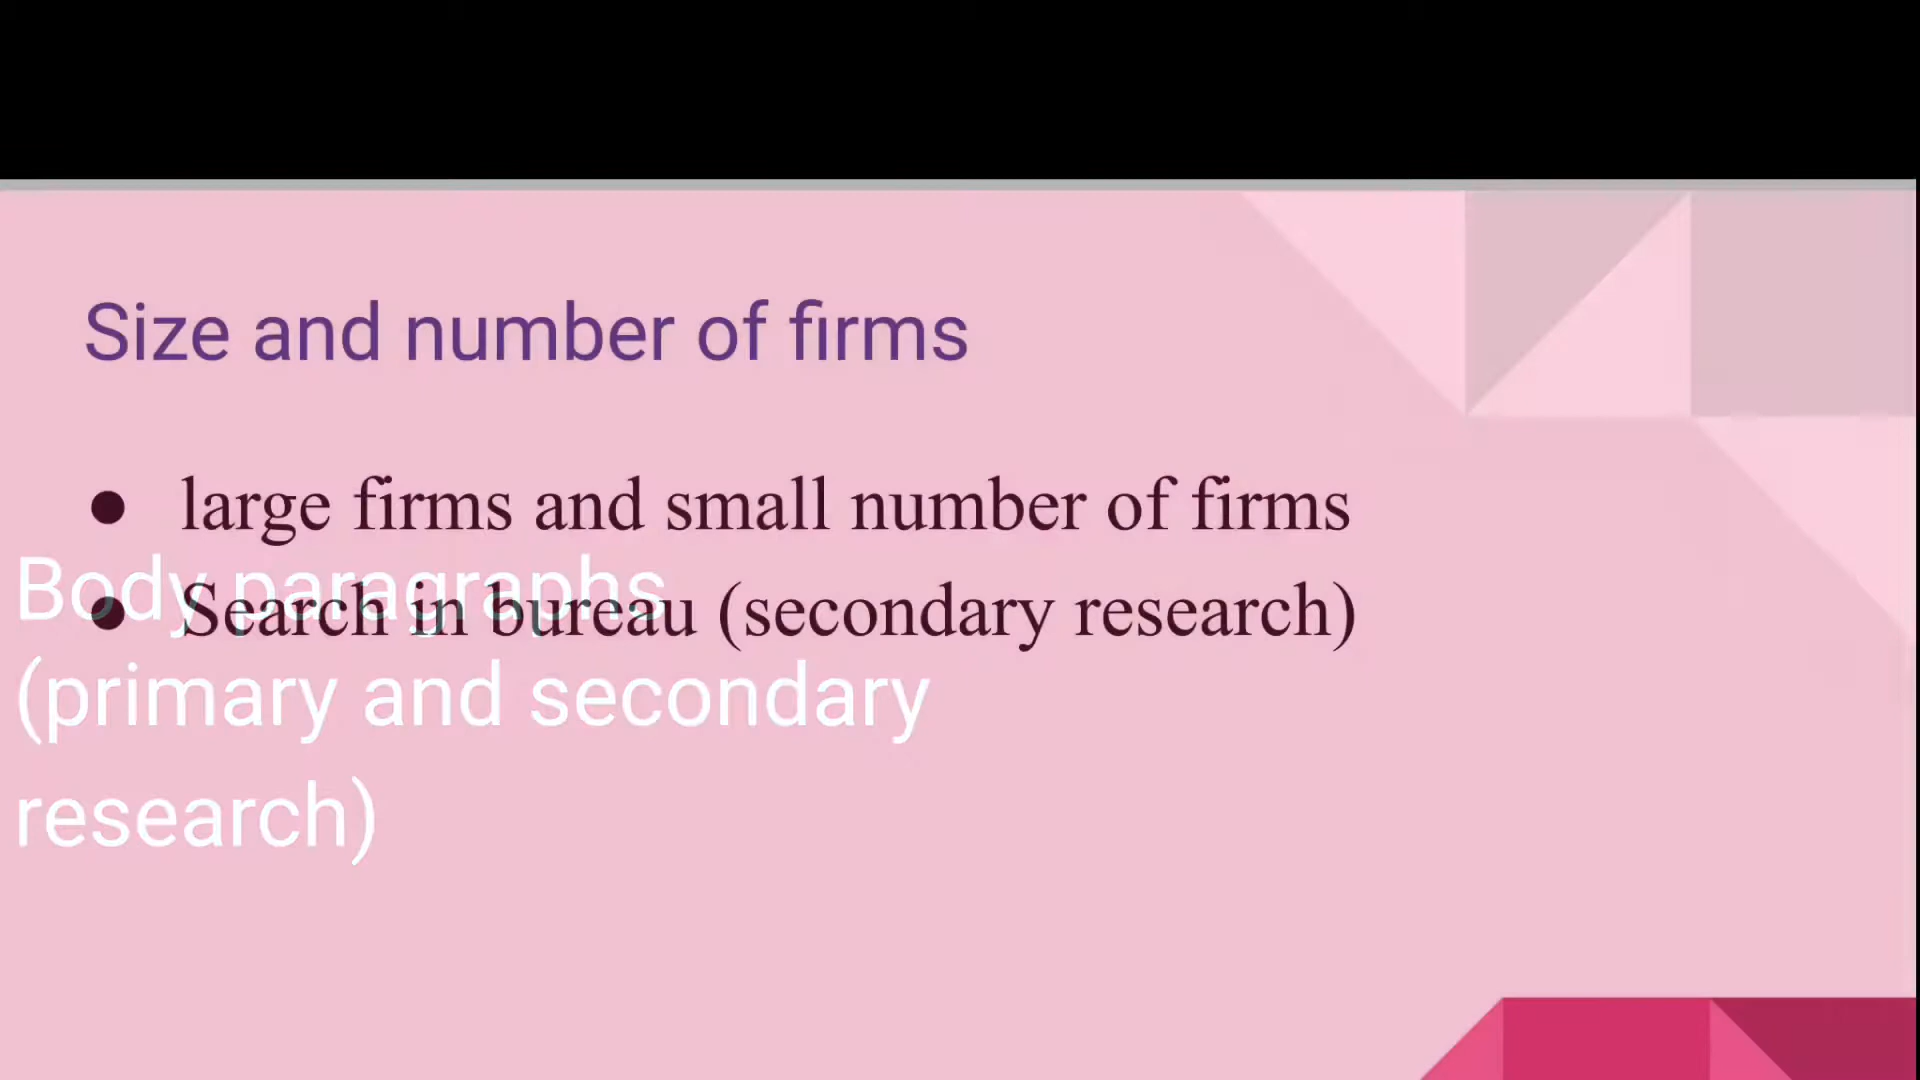 Size and number of firms
● large firms and small number of firms
● Search in bureau (secondary research)
Body paragraphs
(primary and secondary
research)